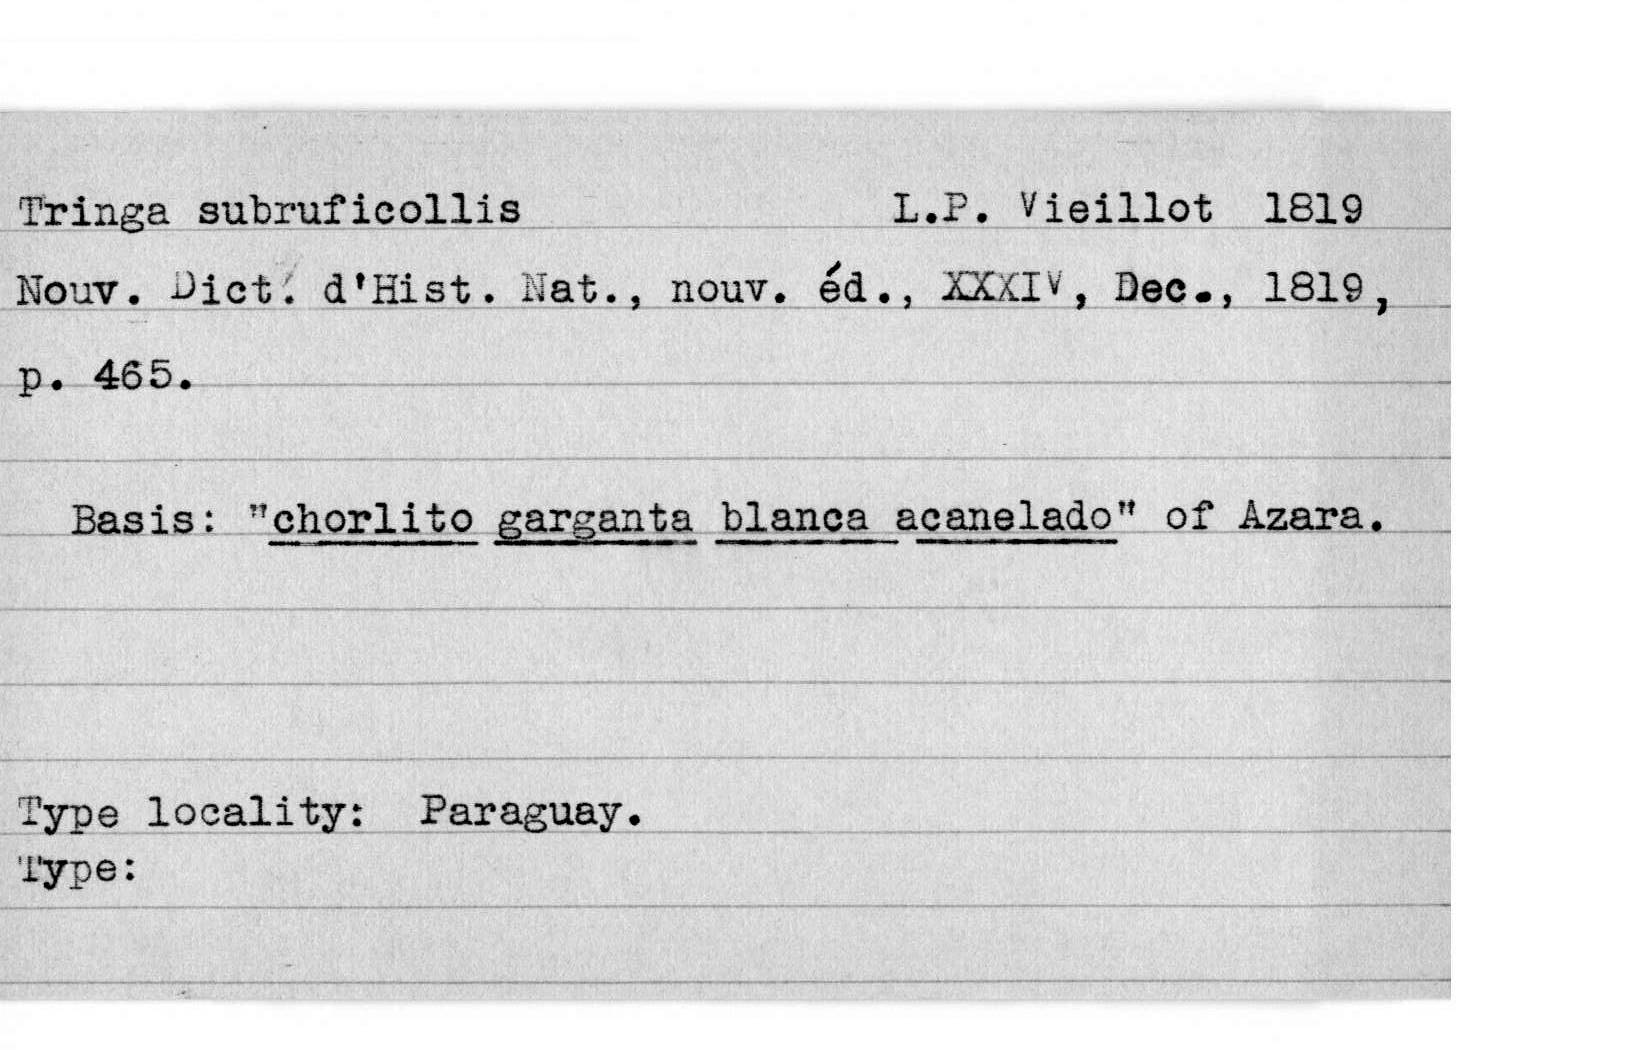 Tringa subruficollis L.P. Vieillot 1819
Nouv. Dict. d'Hist. Nat., nouv. éd., XXXIV, Dec., 1819,
p. 465.
Basis: "chorlito garganta blanca acanelado" of Azara.
Type locality: Paraguay.
Type: